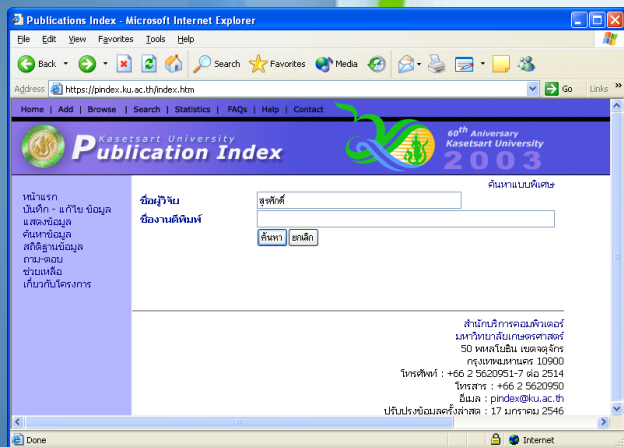 Publications Index - Microsoft Internet Explorer
File Edit View Favorites Tools Help
Back Search Favorites Media
Address https://pindex.ku.ac.th/index.htm Go Links »
Home | Add | Browse | Search | Statistics | FAQs | Help | Contact
Kasetsart University
Publication Index
60th Aniversary
Kasetsart University
2003
ค้นหาแบบพิเศษ
หน้าแรก
บันทึก - แก้ไข ข้อมูล
แสดงข้อมูล
ค้นหาข้อมูล
สถิติฐานข้อมูล
ถาม-ตอบ
ช่วยเหลือ
เกี่ยวกับโครงการ
ชื่อผู้วิจัย สุรศักดิ์
ชื่องานตีพิมพ์
ค้นหา ยกเลิก
สำนักบริการคอมพิวเตอร์
มหาวิทยาลัยเกษตรศาสตร์
50 พหลโยธิน เขตจตุจักร
กรุงเทพมหานคร 10900
โทรศัพท์ : +66 2 5620951-7 ต่อ 2514
โทรสาร : +66 2 5620950
อีเมล : pindex@ku.ac.th
ปรับปรุงข้อมูลครั้งล่าสุด : 17 มกราคม 2546
Done Internet